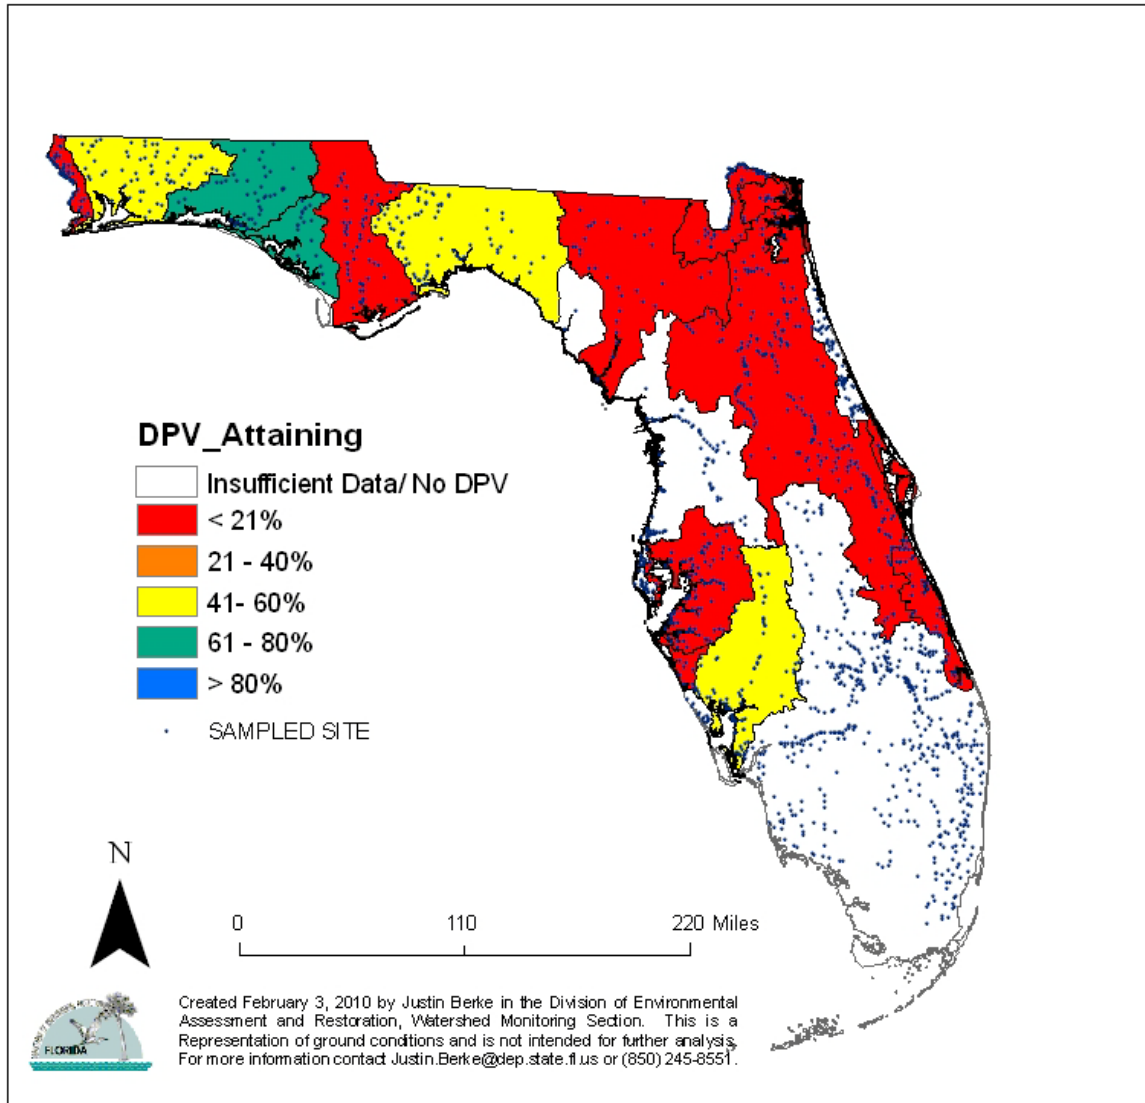 DPV_Attaining
Insufficient Data/ No DPV
< 21%
21 - 40%
41- 60%
61 - 80%
> 80%
SAMPLED SITE
N
0 110 220 Miles
Created February 3, 2010 by Justin Berke in the Division of Environmental
Assessment and Restoration, Watershed Monitoring Section. This is a
Representation of ground conditions and is not intended for further analysis.
For more information contact Justin.Berke@dep.state.fl.us or (850) 245-8551.
FLORIDA